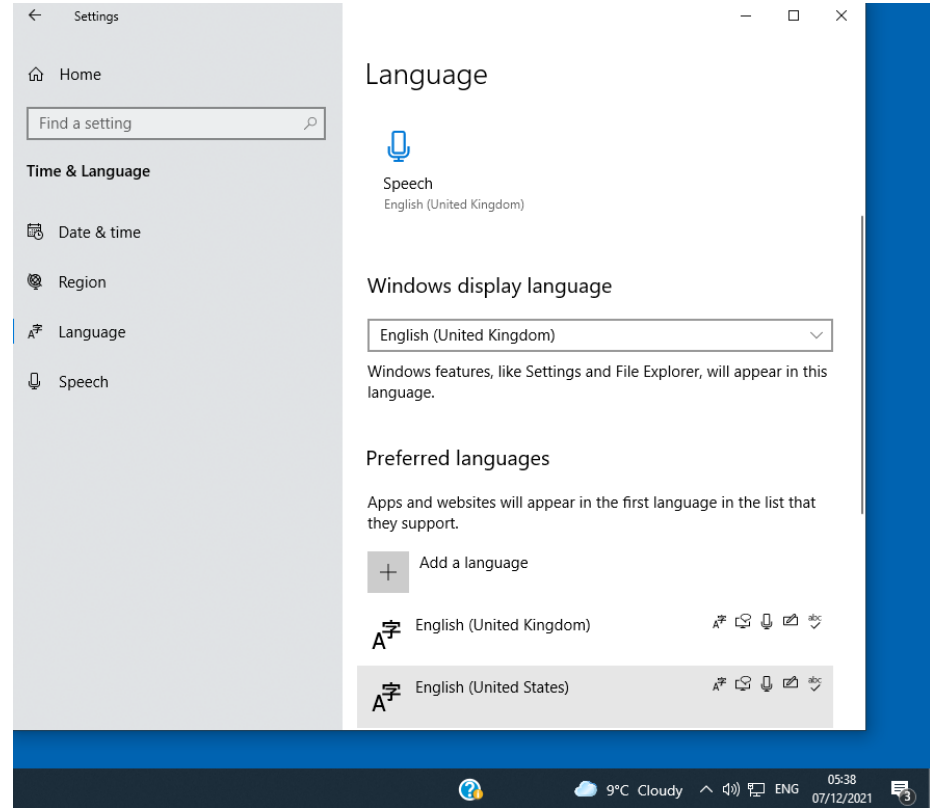 Settings
Home
Find a setting
Time & Language
Date & time
Region
Language
Speech
Language
Speech
English (United Kingdom)
Windows display language
English (United Kingdom)
Windows features, like Settings and File Explorer, will appear in this
language.
Preferred languages
Apps and websites will appear in the first language in the list that
they support.
Add a language
English (United Kingdom)
English (United States)
9°C Cloudy
ENG
05:38
07/12/2021
3